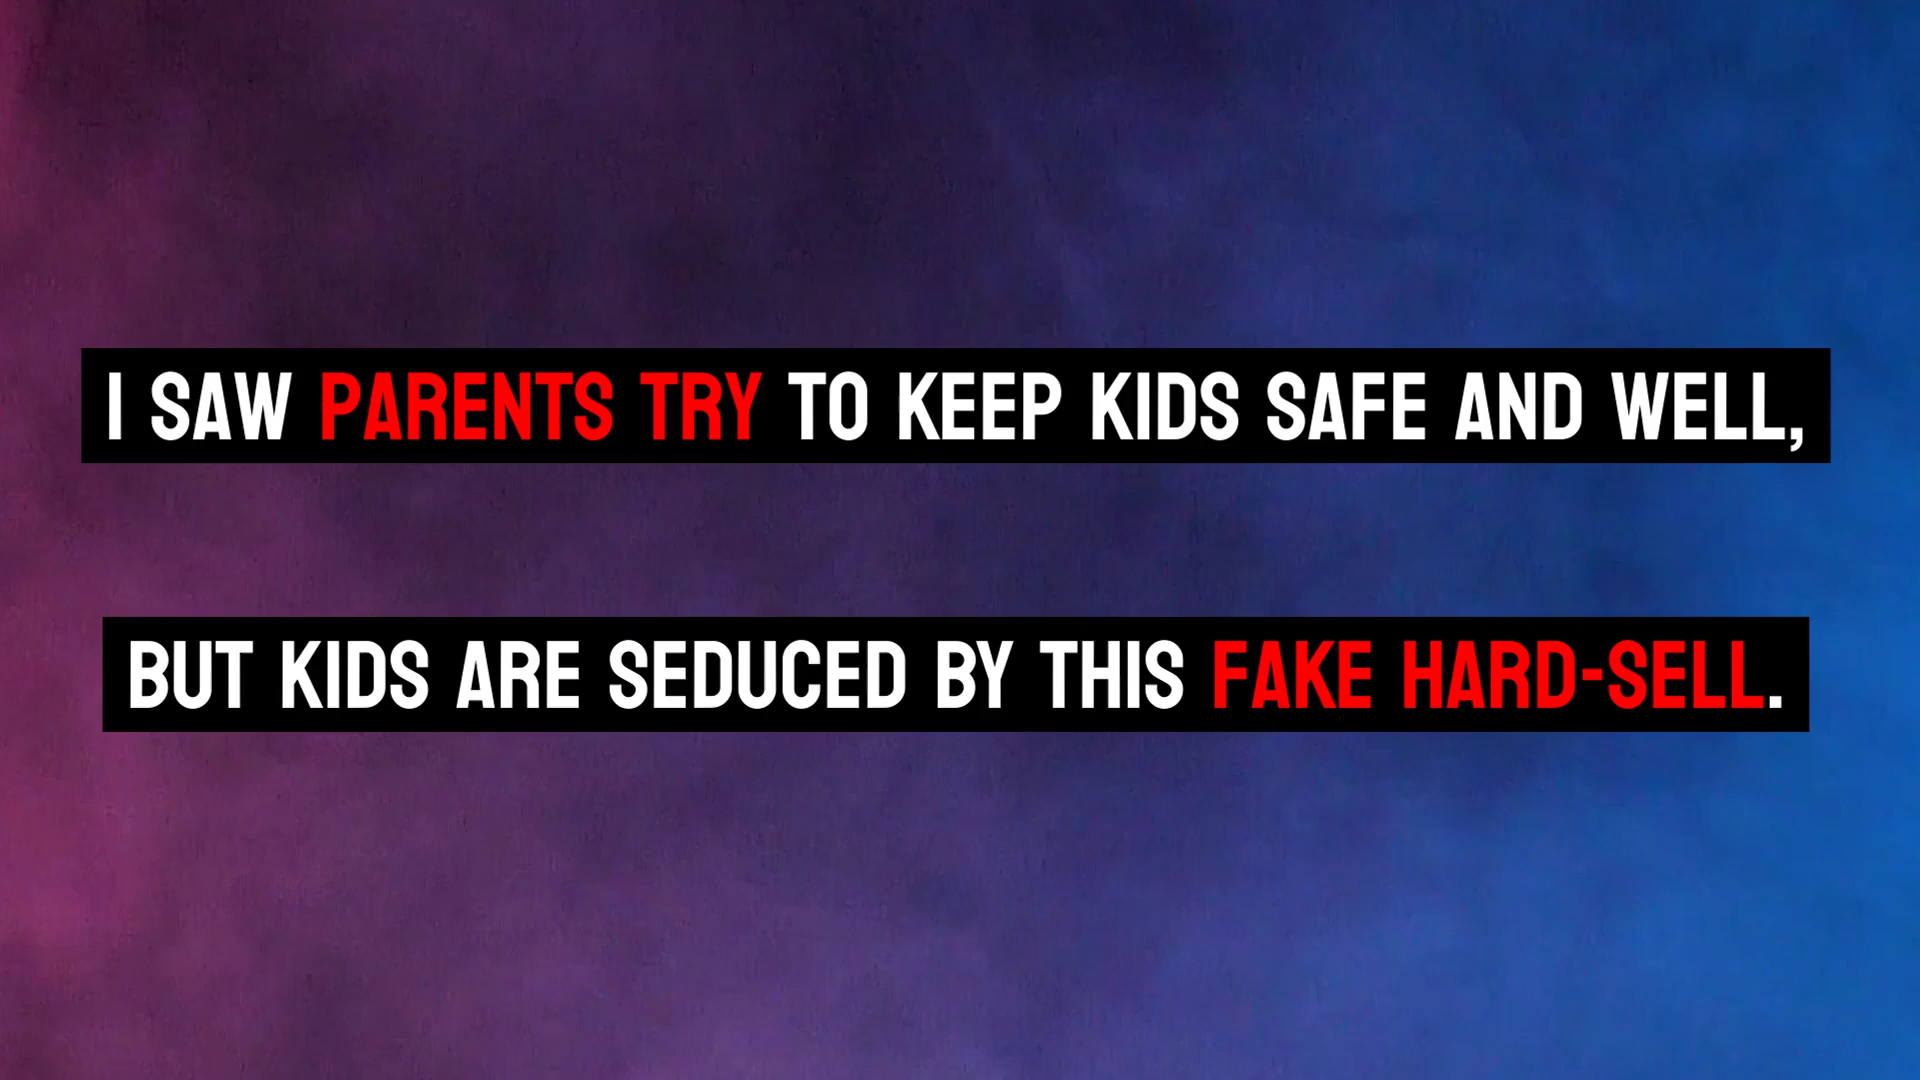 I SAW PARENTS TRY TO KEEP KIDS SAFE AND WELL,
BUT KIDS ARE SEDUCED BY THIS FAKE HARD-SELL.